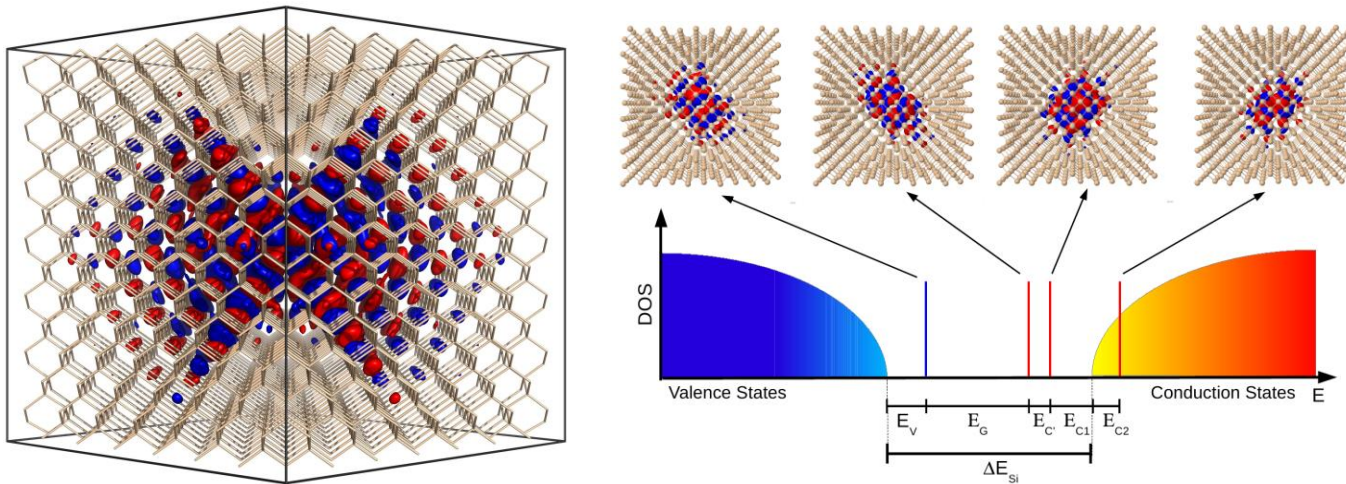 DOS
Valence States
Conduction States
E
E_V
E_G
E_C'
E_C1
E_C2
ΔE_Si